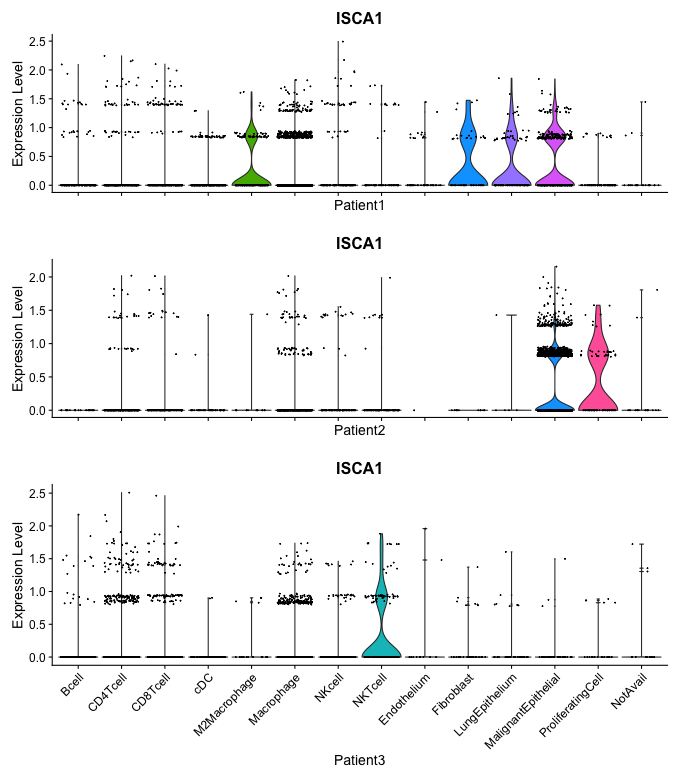 ISCA1
Expression Level
2.5
2.0
1.5
1.0
0.5
0.0
Patient1
ISCA1
Expression Level
2.0
1.5
1.0
0.5
0.0
Patient2
ISCA1
Expression Level
2.5
2.0
1.5
1.0
0.5
0.0
Bcell
CD4Tcell
CD8Tcell
cDC
M2Macrophage
Macrophage
NKcell
NKTcell
Endothelium
Fibroblast
LungEpithelium
MalignantEpithelial
ProliferatingCell
NotAvail
Patient3